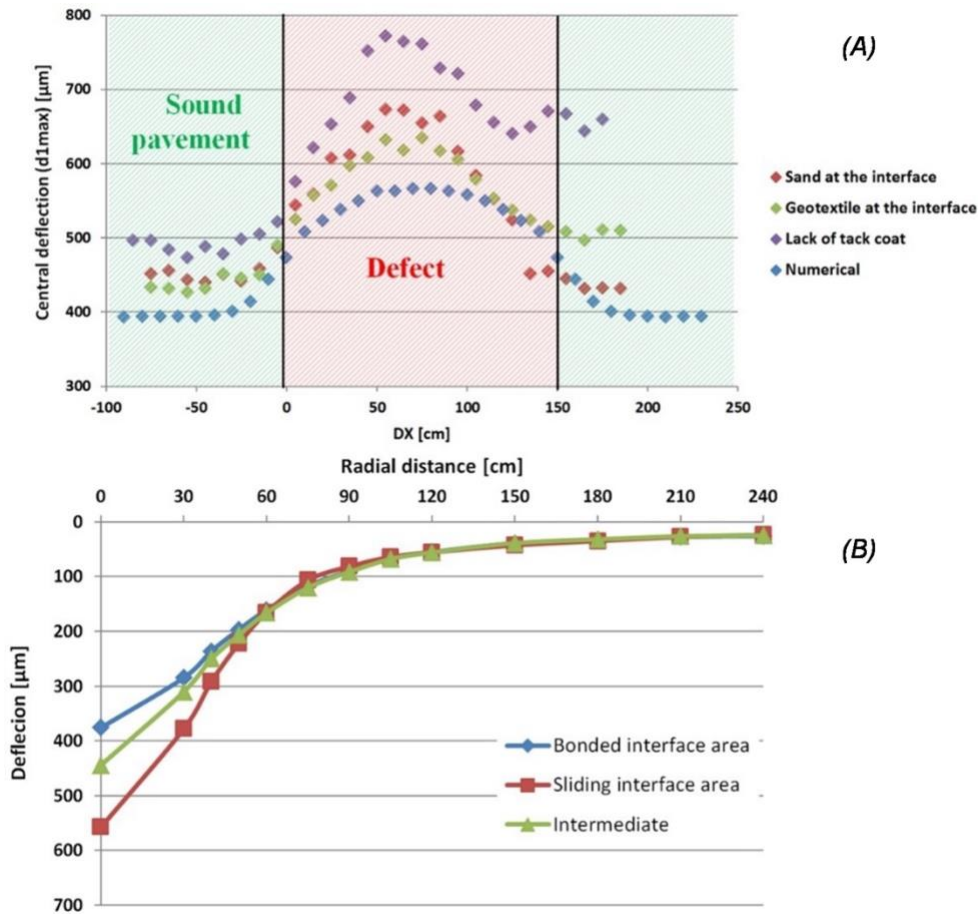 800
700
600
500
400
300
Central deflection (d1max) [µm]
Sound
pavement
Defect
(A)
Sand at the interface
Geotextile at the interface
Lack of tack coat
Numerical
-100 -50 0 50 100 150 200 250
DX [cm]
Radial distance [cm]
0 30 60 90 120 150 180 210 240
0
100
200
300
400
500
600
700
Deflecion [µm]
(B)
Bonded interface area
Sliding interface area
Intermediate